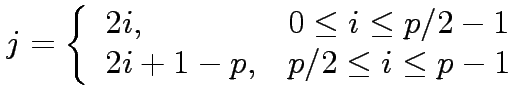 j = { 2i, 0 ≤ i ≤ p/2 − 1
2i + 1 − p, p/2 ≤ i ≤ p − 1